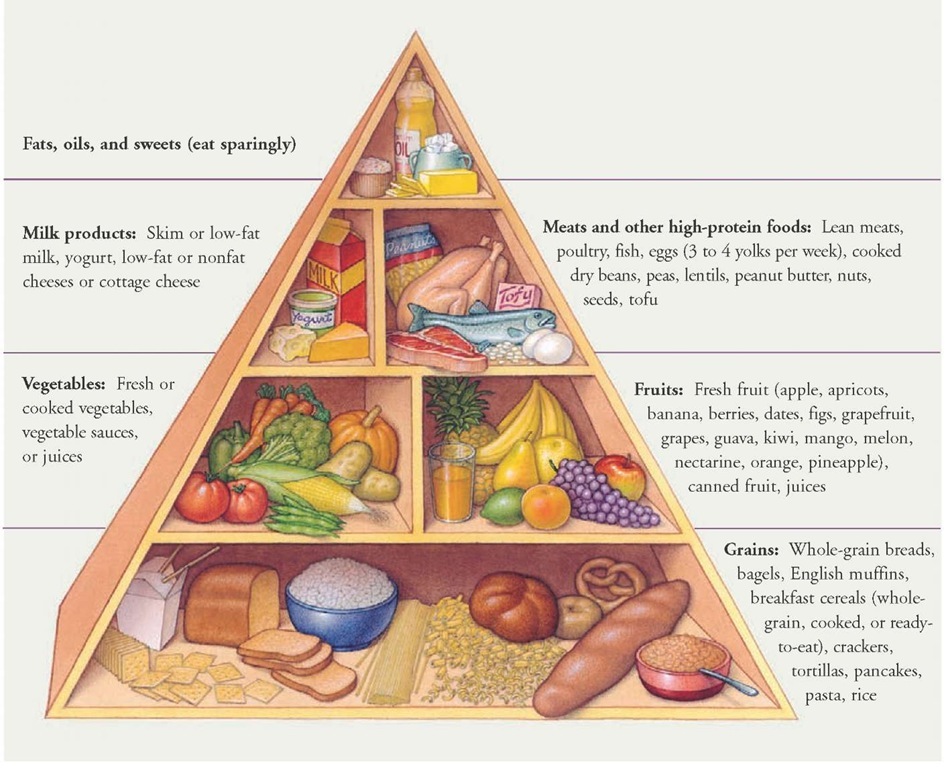 Fats, oils, and sweets (eat sparingly)
OIL
Milk products: Skim or low-fat
milk, yogurt, low-fat or nonfat
cheeses or cottage cheese
Meats and other high-protein foods: Lean meats,
poultry, fish, eggs (3 to 4 yolks per week), cooked
dry beans, peas, lentils, peanut butter, nuts,
seeds, tofu
Peanuts
MILK
Tofu
Yogurt
Vegetables: Fresh or
cooked vegetables,
vegetable sauces,
or juices
Fruits: Fresh fruit (apple, apricots,
banana, berries, dates, figs, grapefruit,
grapes, guava, kiwi, mango, melon,
nectarine, orange, pineapple),
canned fruit, juices
Grains: Whole-grain breads,
bagels, English muffins,
breakfast cereals (whole-
grain, cooked, or ready-
to-eat), crackers,
tortillas, pancakes,
pasta, rice